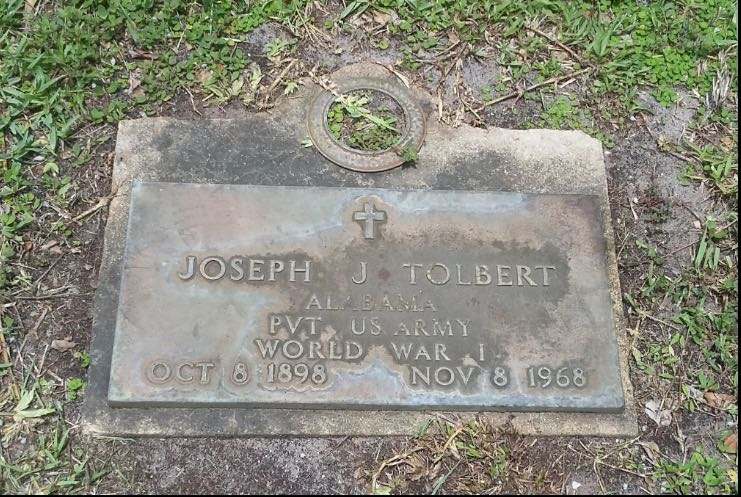 JOSEPH J TOLBERT
ALABAMA
PVT US ARMY
WORLD WAR I
OCT 8 1898 NOV 8 1968